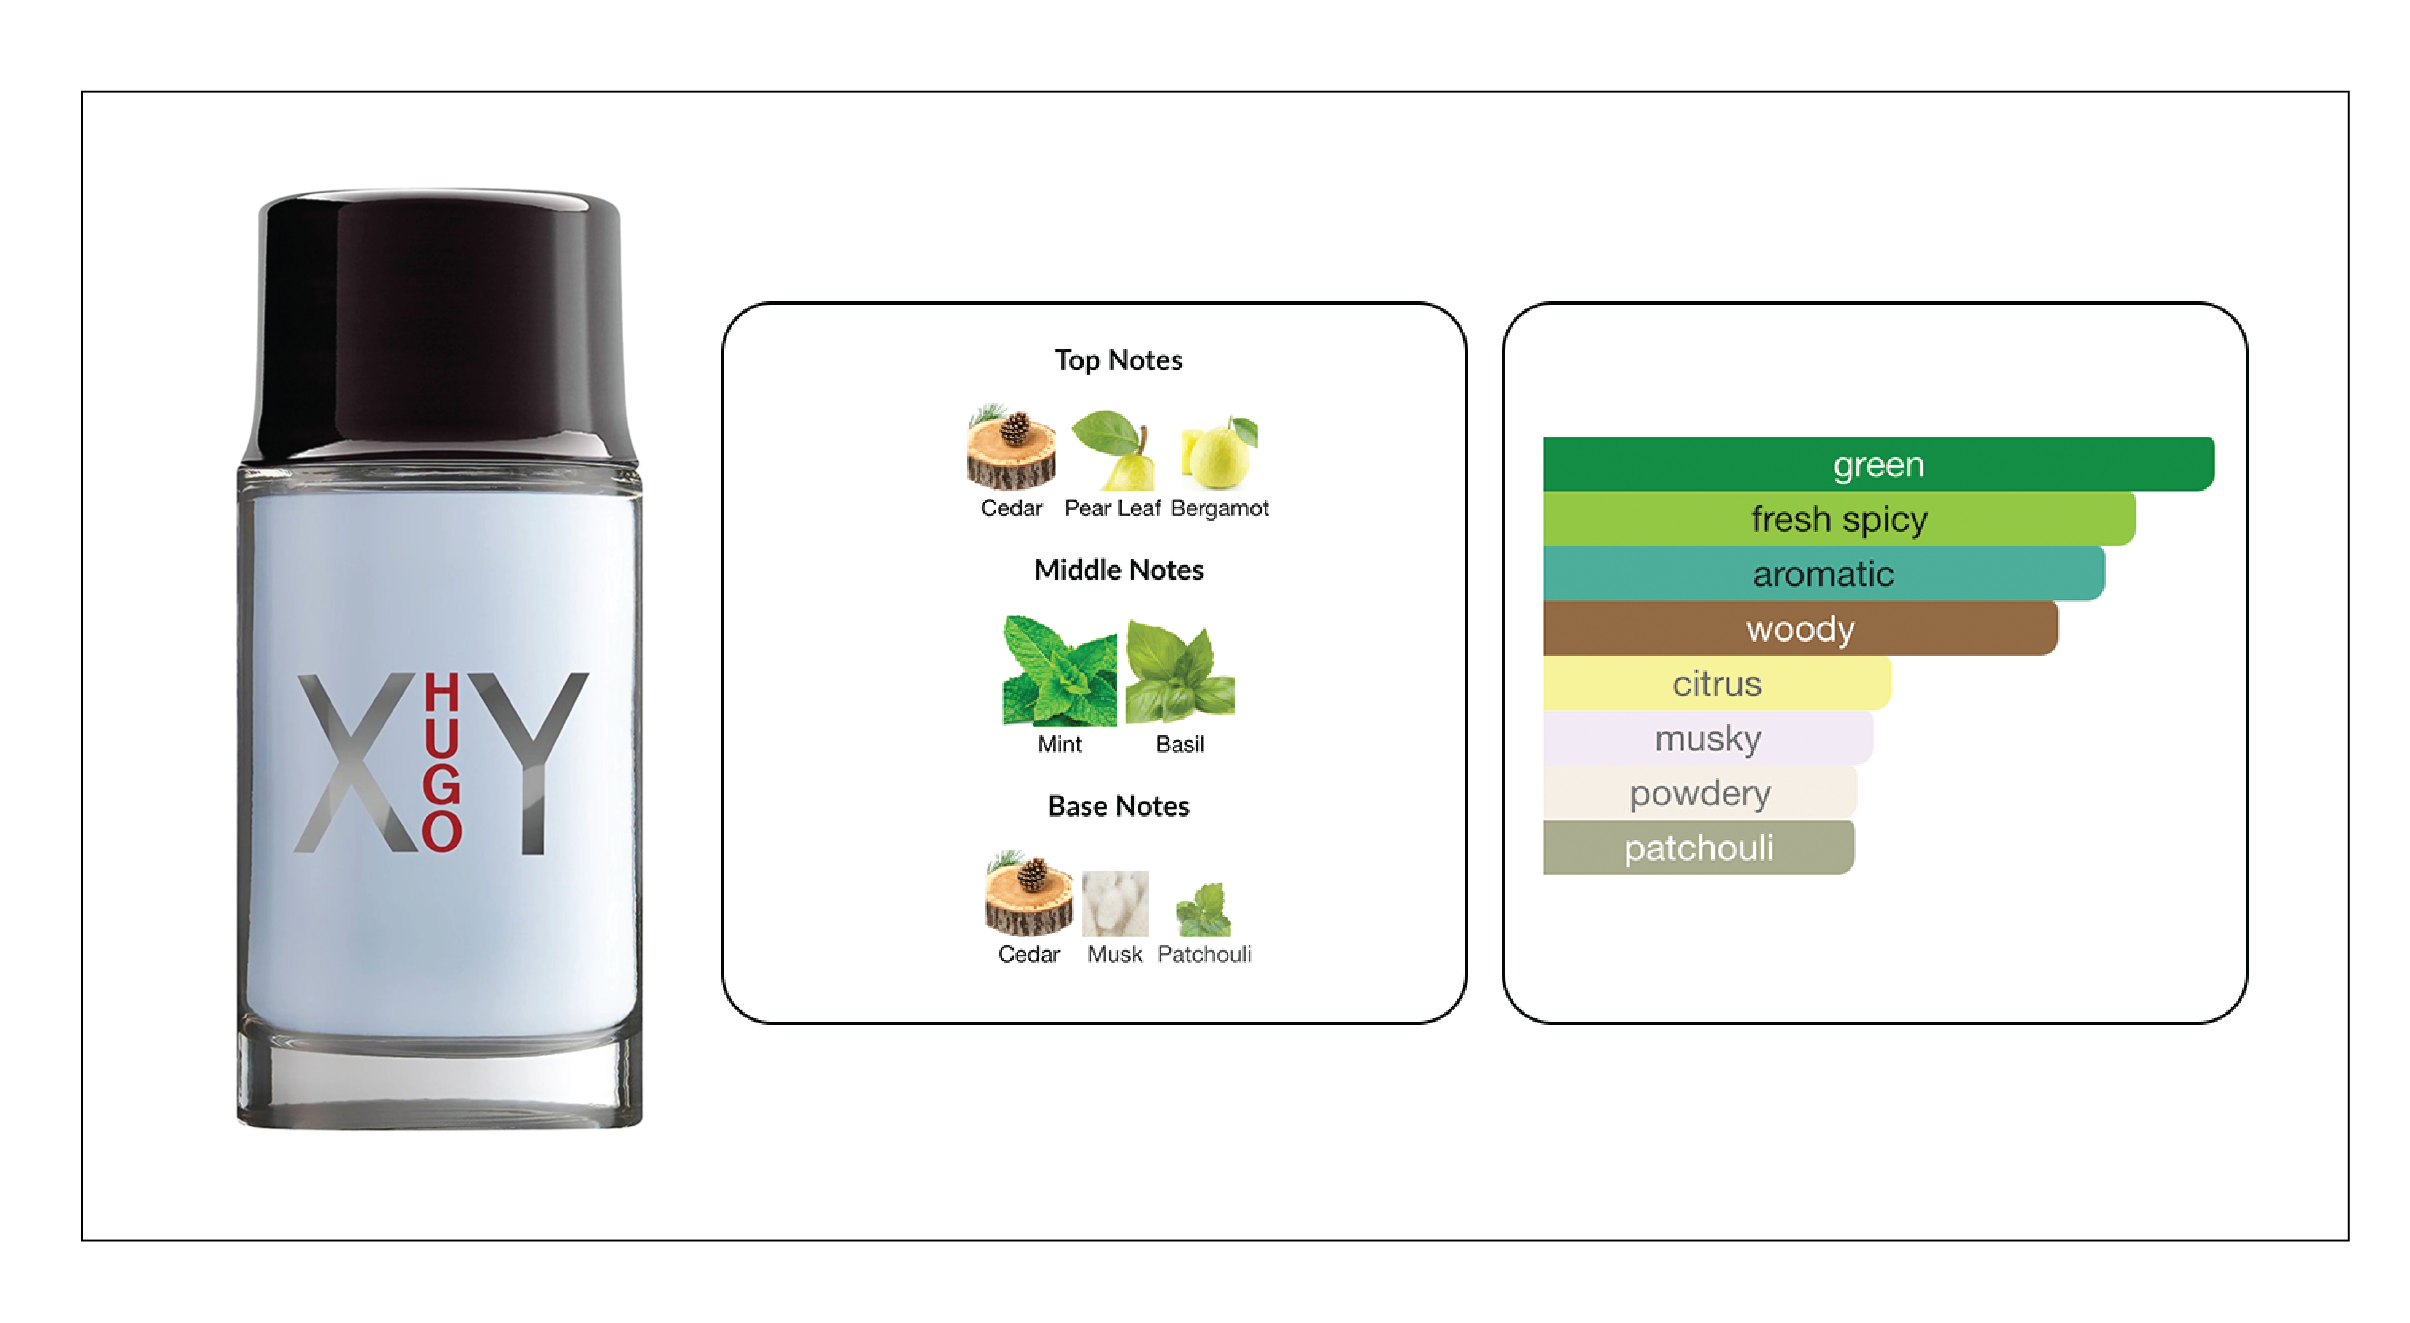 XY
HUGO
Top Notes
Cedar Pear Leaf Bergamot
Middle Notes
Mint Basil
Base Notes
Cedar Musk Patchouli
green
fresh spicy
aromatic
woody
citrus
musky
powdery
patchouli